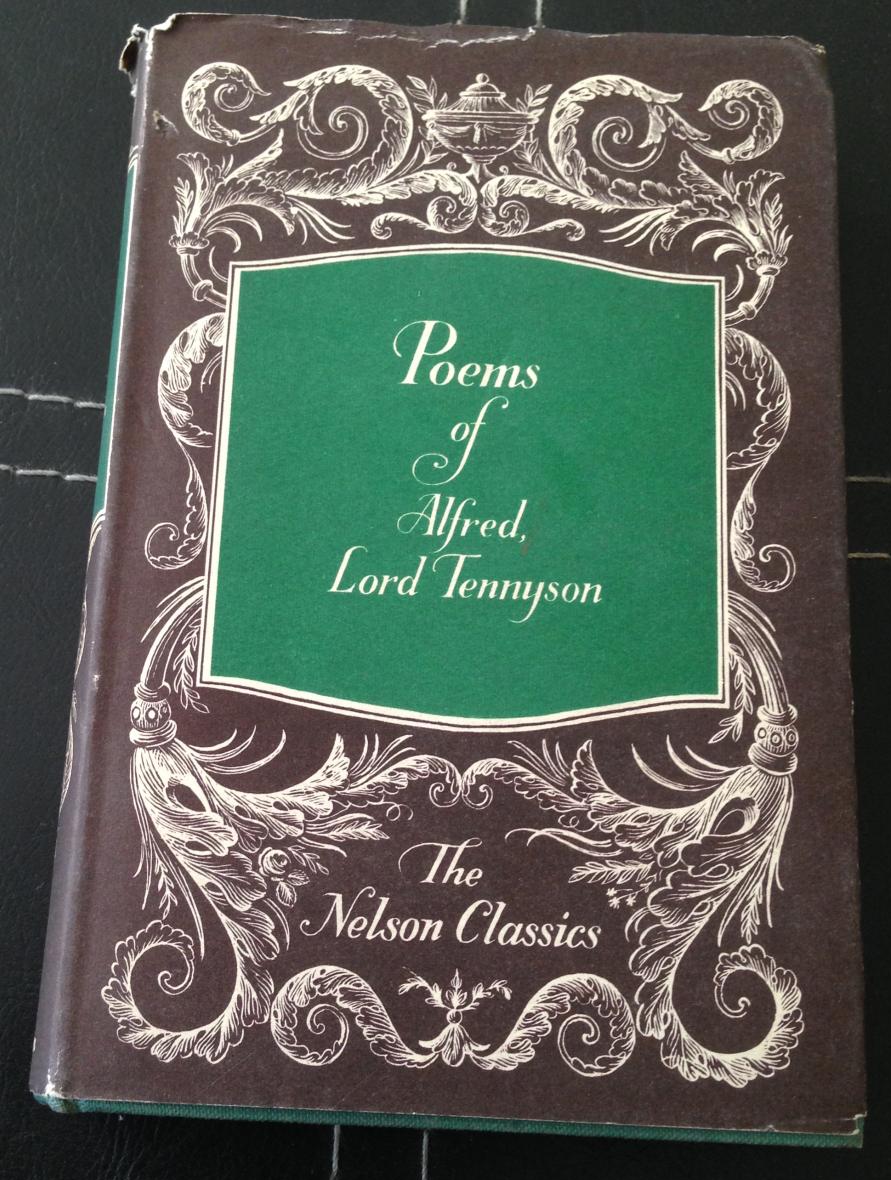 Poems
of
Alfred,
Lord Tennyson
The
Nelson Classics